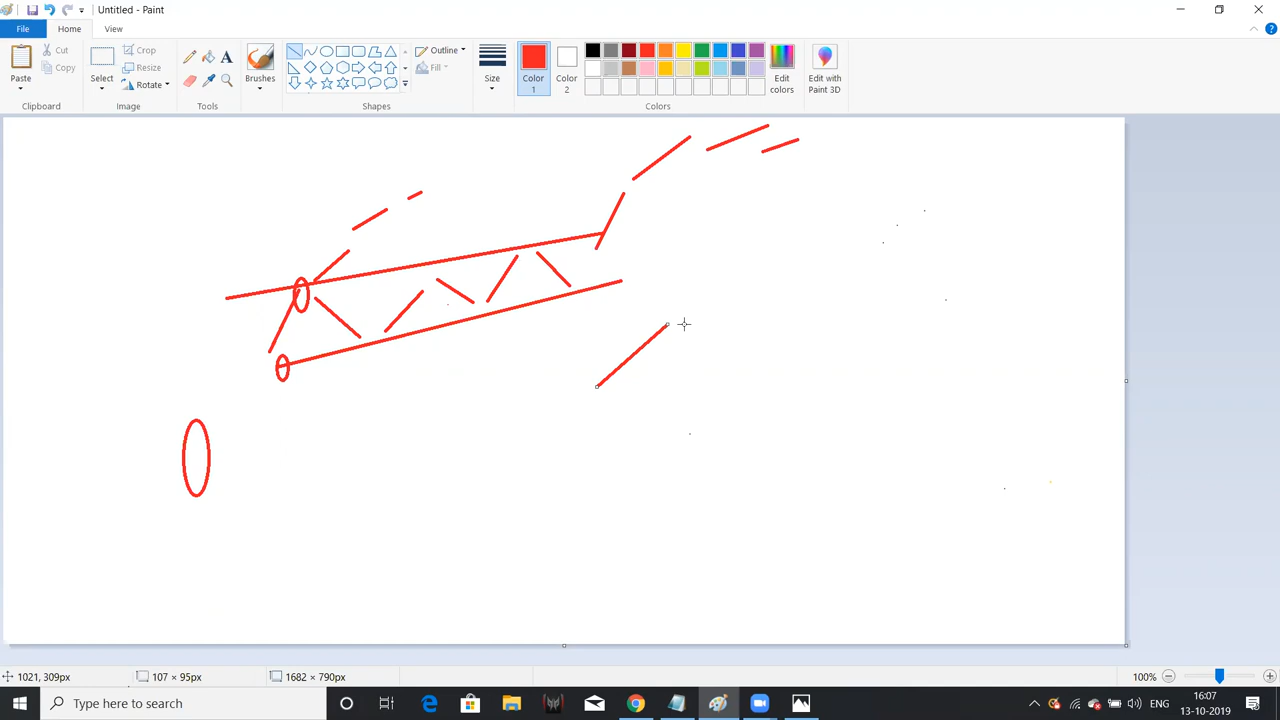 Untitled - Paint
File
Home
View
Paste
Cut
Copy
Clipboard
Select
Crop
Resize
Rotate
Image
A
Tools
Brushes
Outline
Fill
Shapes
Size
Color 1
Color 2
Edit colors
Edit with Paint 3D
Colors
1021, 309px
107 × 95px
1682 × 790px
100%
Type here to search
ENG
16:07
13-10-2019